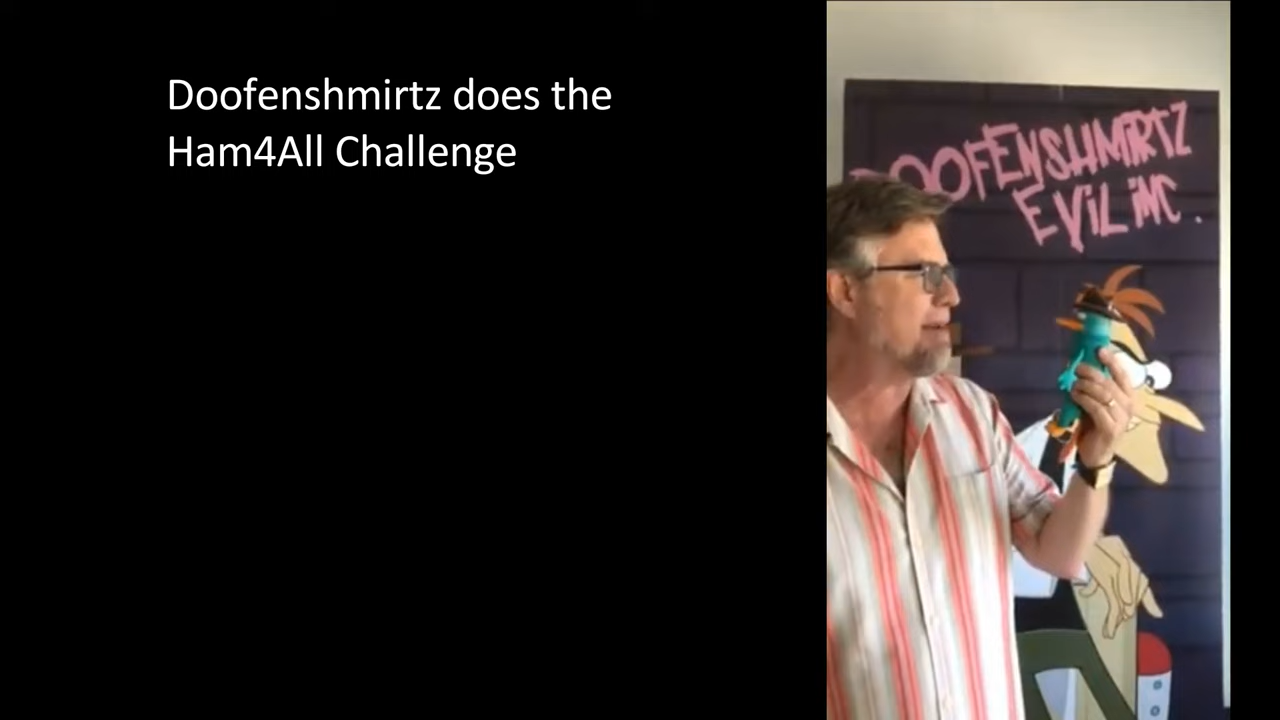 Doofenshmirtz does the
Ham4All Challenge
DOOFENSHMIRTZ
EVIL INC.